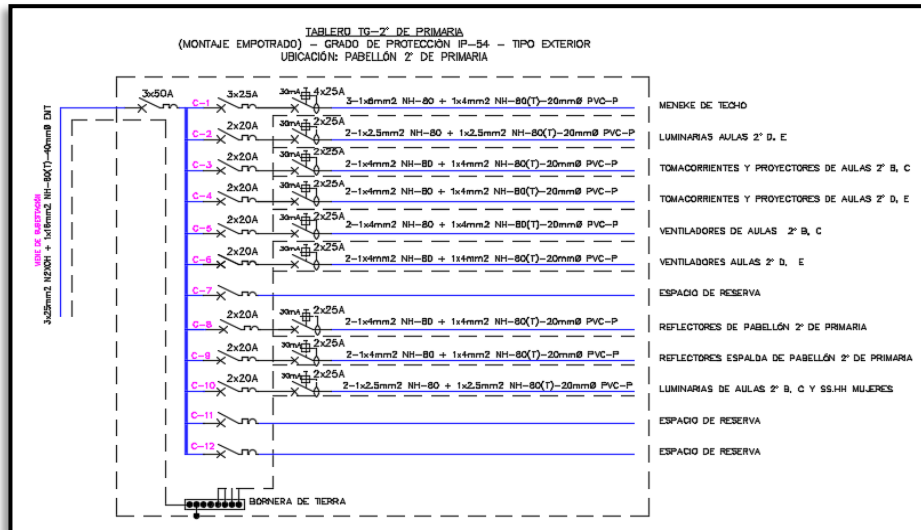 TABLERO TG-2° DE PRIMARIA
(MONTAJE EMPOTRADO) - GRADO DE PROTECCIÓN IP-54 - TIPO EXTERIOR
UBICACIÓN: PABELLÓN 2° DE PRIMARIA
VIENE DE SUBESTACIÓN
3x25mm2 N2XOH + 1x16mm2 NH-80(T)-40mmØ EMT
3x50A
C-1 3x25A 30mA 4x25A 3-1x6mm2 NH-80 + 1x4mm2 NH-80(T)-20mmØ PVC-P MENEKE DE TECHO
C-2 2x20A 30mA 2x25A 2-1x2.5mm2 NH-80 + 1x2.5mm2 NH-80(T)-20mmØ PVC-P LUMINARIAS AULAS 2° D, E
C-3 2x20A 30mA 2x25A 2-1x4mm2 NH-80 + 1x4mm2 NH-80(T)-20mmØ PVC-P TOMACORRIENTES Y PROYECTORES DE AULAS 2° B, C
C-4 2x20A 30mA 2x25A 2-1x4mm2 NH-80 + 1x4mm2 NH-80(T)-20mmØ PVC-P TOMACORRIENTES Y PROYECTORES DE AULAS 2° D, E
C-5 2x20A 30mA 2x25A 2-1x4mm2 NH-80 + 1x4mm2 NH-80(T)-20mmØ PVC-P VENTILADORES DE AULAS 2° B, C
C-6 2x20A 30mA 2x25A 2-1x4mm2 NH-80 + 1x4mm2 NH-80(T)-20mmØ PVC-P VENTILADORES AULAS 2° D, E
C-7 ESPACIO DE RESERVA
C-8 2x20A 30mA 2x25A 2-1x4mm2 NH-80 + 1x4mm2 NH-80(T)-20mmØ PVC-P REFLECTORES DE PABELLÓN 2° DE PRIMARIA
C-9 2x20A 30mA 2x25A 2-1x4mm2 NH-80 + 1x4mm2 NH-80(T)-20mmØ PVC-P REFLECTORES ESPALDA DE PABELLÓN 2° DE PRIMARIA
C-10 2x20A 30mA 2x25A 2-1x2.5mm2 NH-80 + 1x2.5mm2 NH-80(T)-20mmØ PVC-P LUMINARIAS DE AULAS 2° B, C Y SS.HH MUJERES
C-11 ESPACIO DE RESERVA
C-12 ESPACIO DE RESERVA
BORNERA DE TIERRA